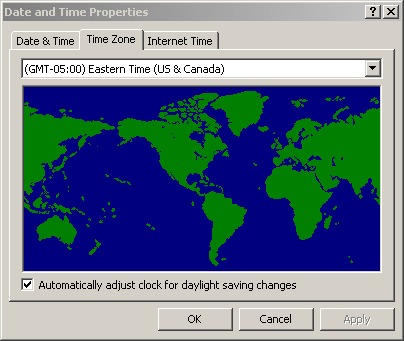 Date and Time Properties
Date & Time Time Zone Internet Time
(GMT-05:00) Eastern Time (US & Canada)
Automatically adjust clock for daylight saving changes
OK Cancel Apply